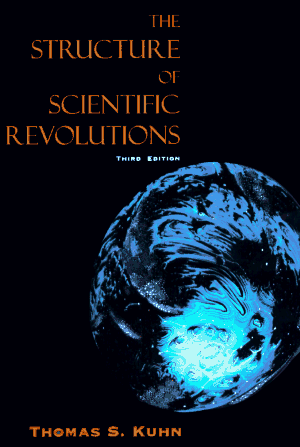 THE
STRUCTURE
OF
SCIENTIFIC
REVOLUTIONS
THIRD EDITION
THOMAS S. KUHN